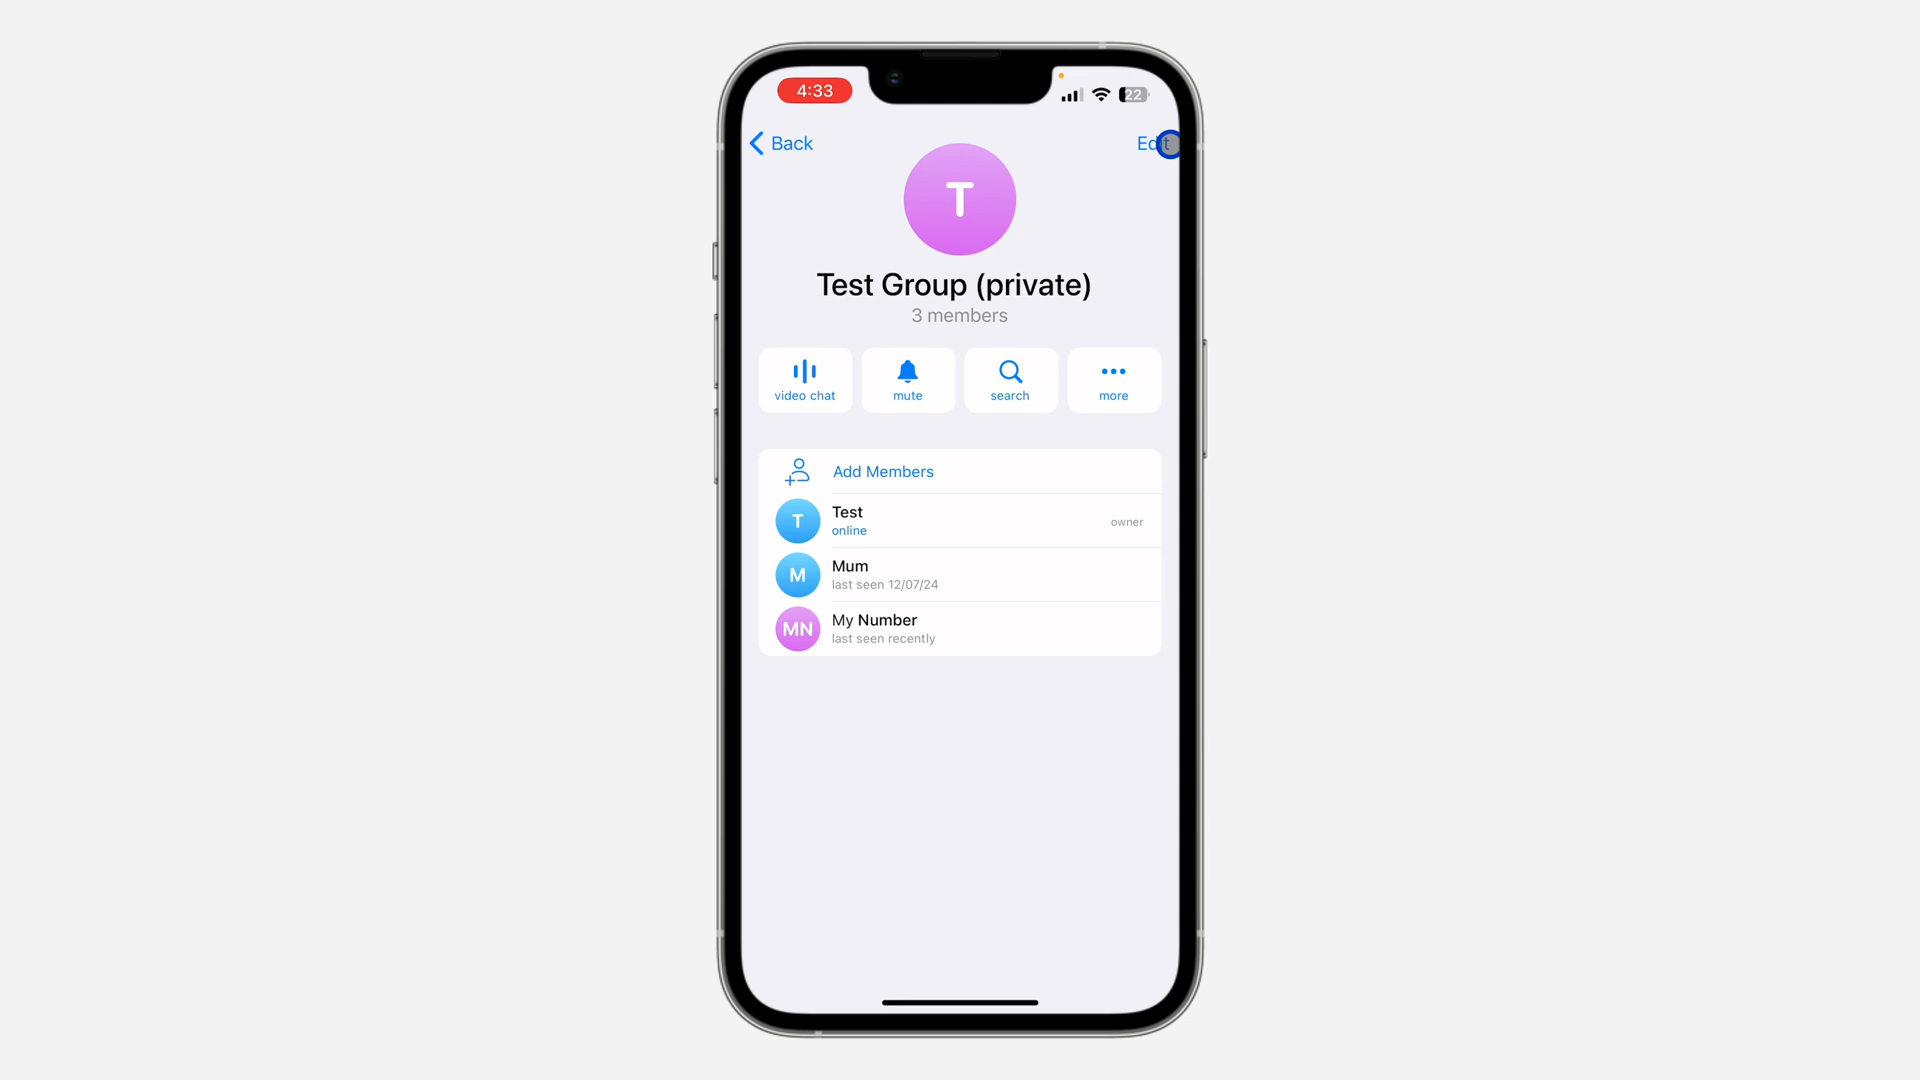 4:33
22
Back
Edit
T
Test Group (private)
3 members
video chat
mute
search
more
Add Members
T
Test
online
owner
M
Mum
last seen 12/07/24
MN
My Number
last seen recently